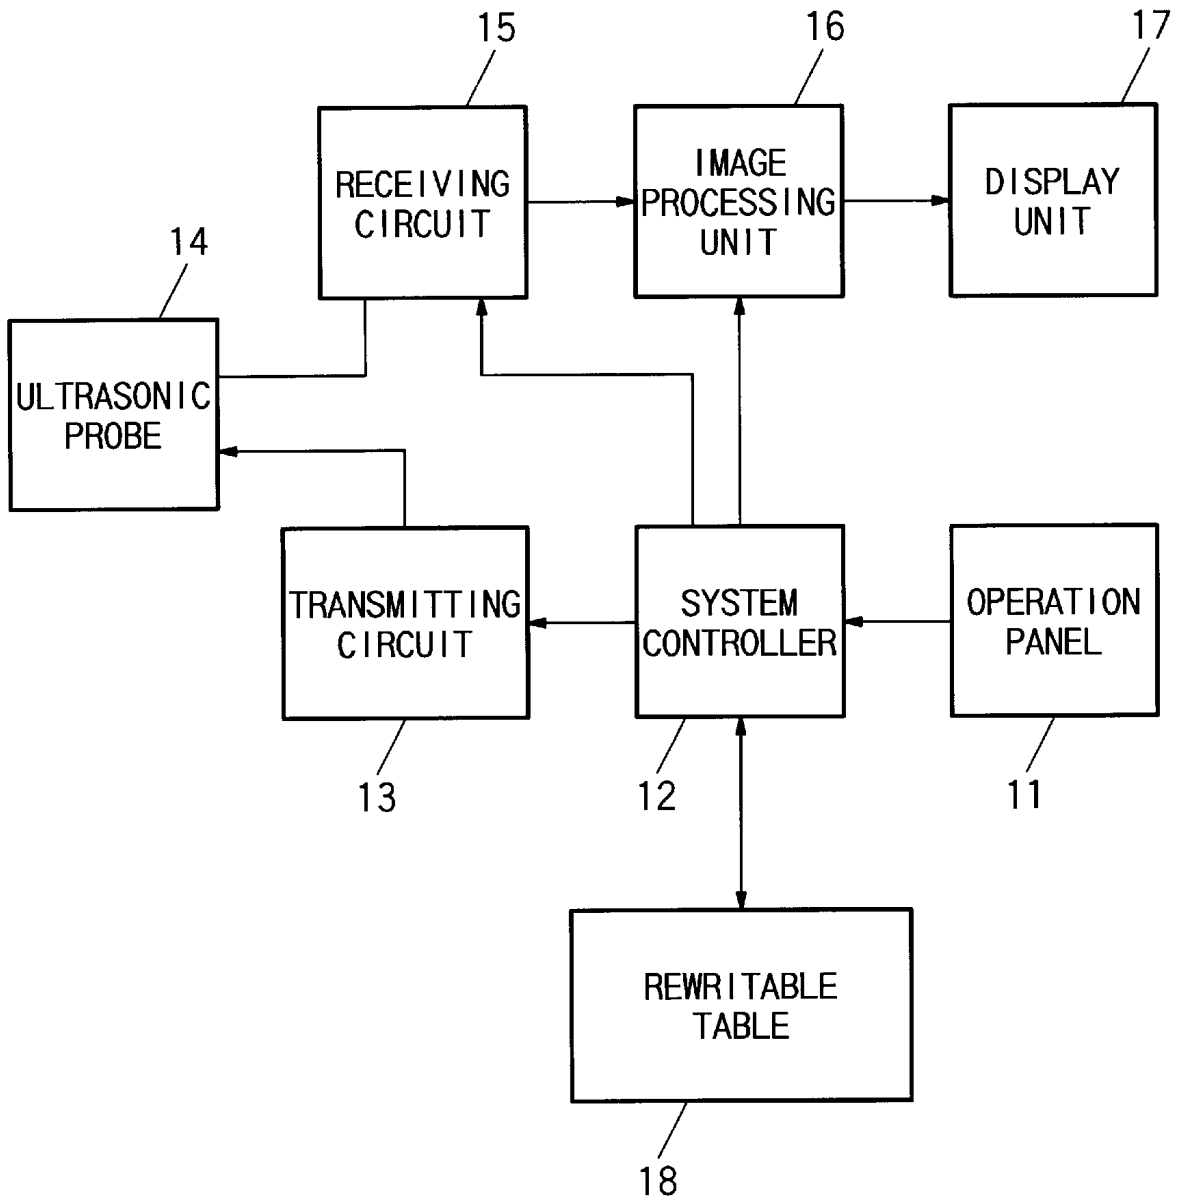 15
16
17
RECEIVING
CIRCUIT
IMAGE
PROCESSING
UNIT
DISPLAY
UNIT
14
ULTRASONIC
PROBE
TRANSMITTING
CIRCUIT
SYSTEM
CONTROLLER
OPERATION
PANEL
13
12
11
REWRITABLE
TABLE
18